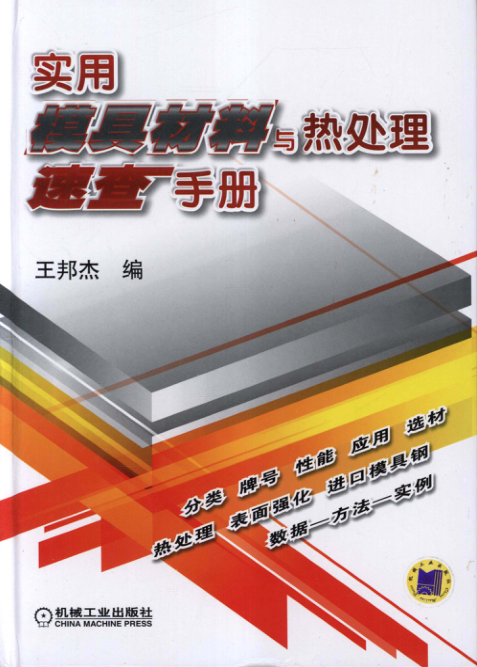 实用
模具材料与热处理
速查手册
王邦杰 编
分类 牌号 性能 应用 选材
热处理 表面强化 进口模具钢
数据—方法—实例
机械工业出版社
CHINA MACHINE PRESS